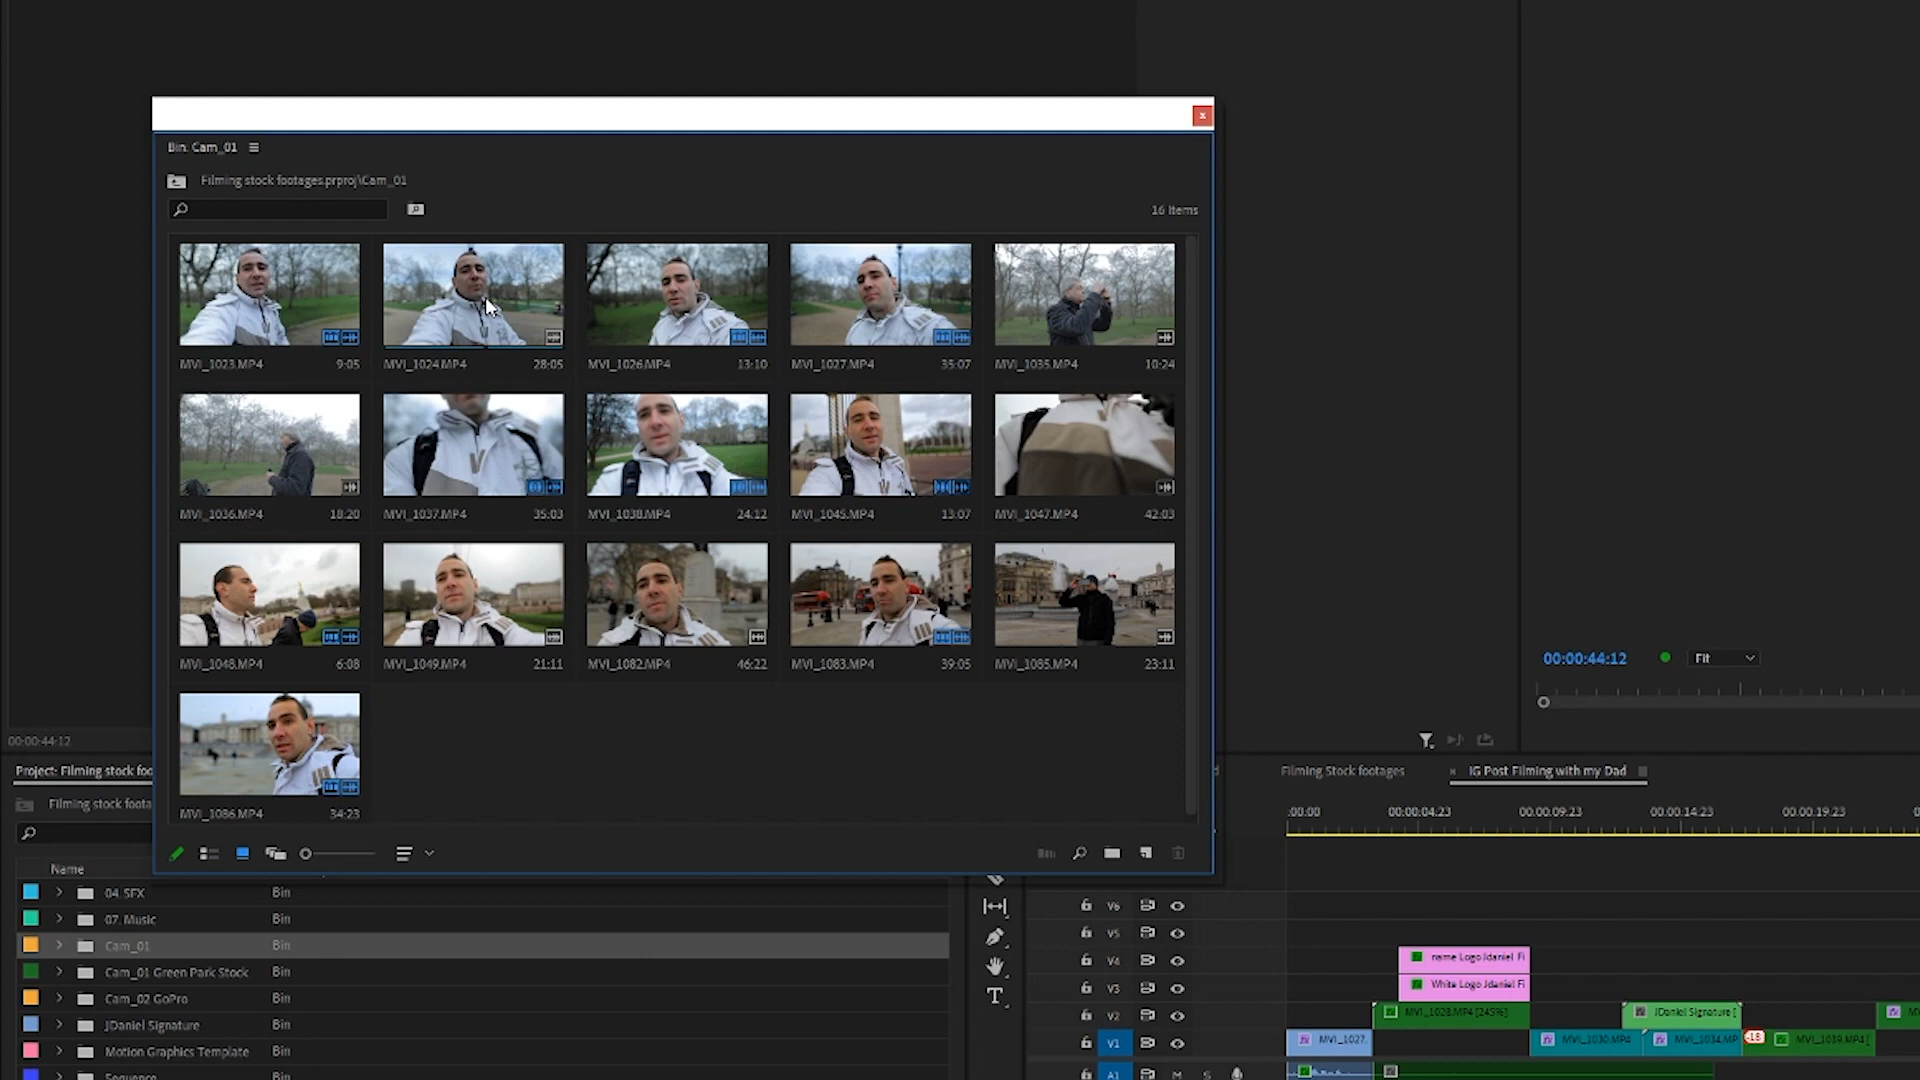 x
Bin: Cam_01
Filming stock footages.prproj\Cam_01
16 Items
MVI_1023.MP4 9:05
MVI_1024.MP4 28:05
MVI_1026.MP4 13:10
MVI_1027.MP4 35:07
MVI_1035.MP4 10:24
MVI_1036.MP4 18:20
MVI_1037.MP4 35:03
MVI_1038.MP4 24:12
MVI_1045.MP4 13:07
MVI_1047.MP4 42:03
MVI_1048.MP4 6:08
MVI_1049.MP4 21:11
MVI_1082.MP4 46:22
MVI_1083.MP4 39:05
MVI_1085.MP4 23:11
MVI_1086.MP4 34:23
00:00:44:12 Fit
00:00:44:12
Project: Filming stock foo
Filming Stock footages
× IG Post Filming with my Dad
Filming stock foota
:00:00 00:00:04:23 00:00:09:23 00:00:14:23 00:00:19:23
Name
04. SFX Bin
07. Music Bin
Cam_01 Bin
Cam_01 Green Park Stock Bin
Cam_02 GoPro Bin
JDaniel Signature Bin
Motion Graphics Template Bin
Sequence Bin
T
V6
V5
V4 name Logo Jdaniel Fi
V3 White Logo Jdaniel Fi
V2 MVI_1028.MP4 [245%] JDaniel Signature [
V1 MVI_1027. MVI_1030.MP4 MVI_1034.MP -18 MVI_1039.MP4 [
A1 M S